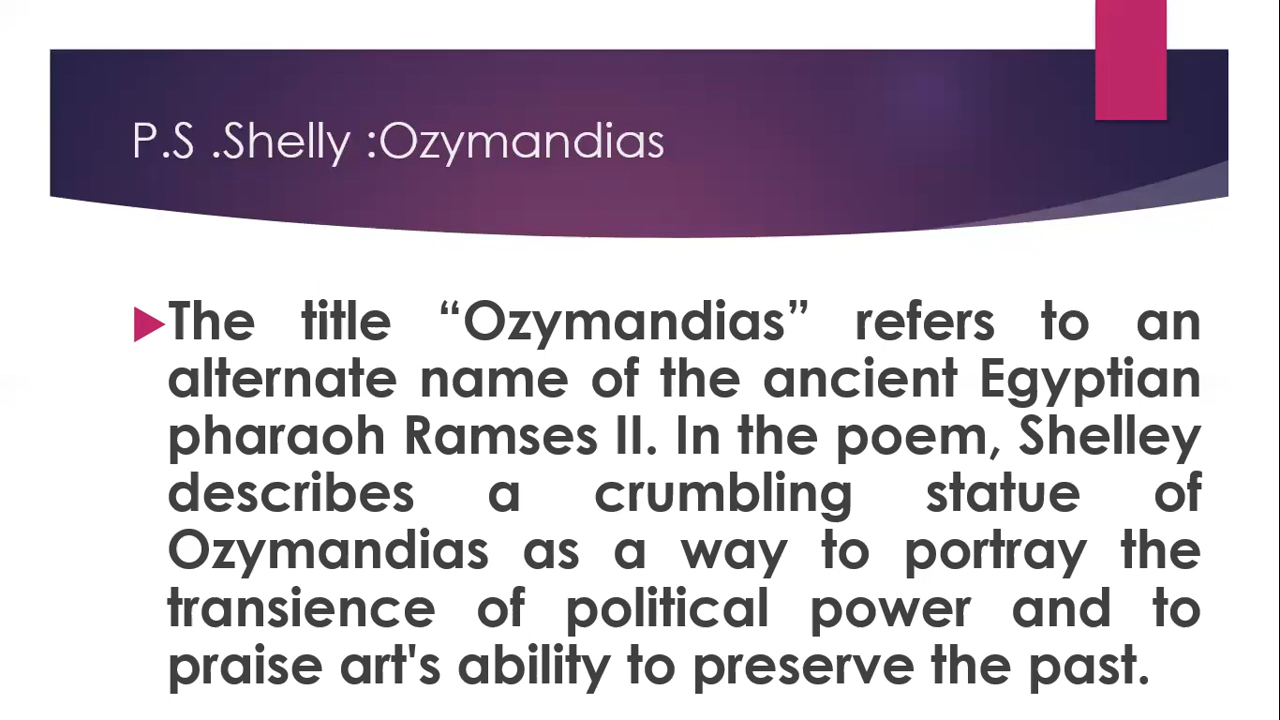 P.S .Shelly :Ozymandias
The title “Ozymandias” refers to an
alternate name of the ancient Egyptian
pharaoh Ramses II. In the poem, Shelley
describes a crumbling statue of
Ozymandias as a way to portray the
transience of political power and to
praise art's ability to preserve the past.